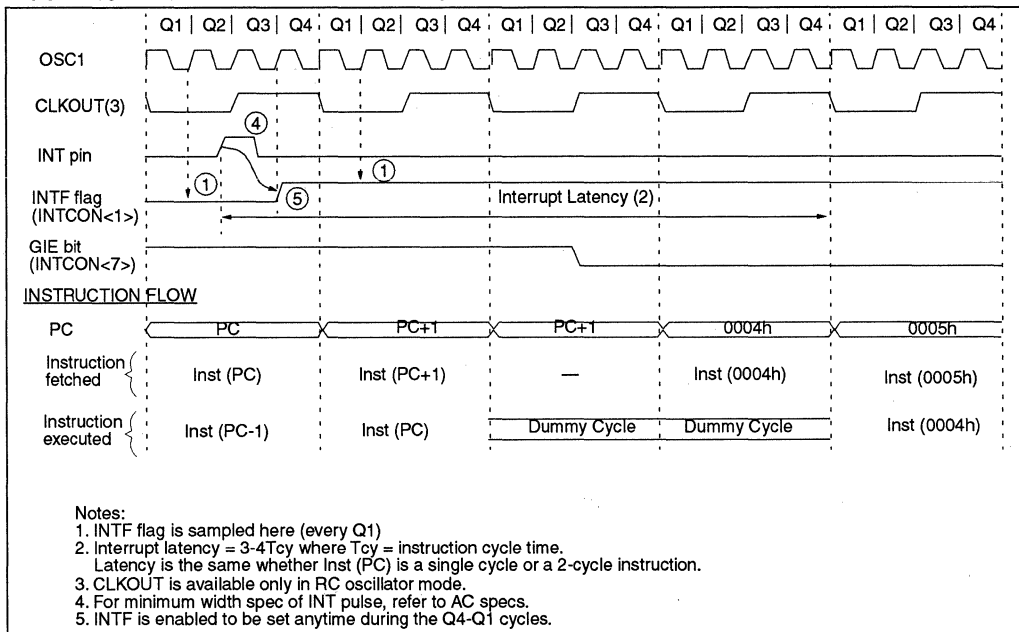 Q1 | Q2 | Q3 | Q4 Q1 | Q2 | Q3 | Q4 Q1 | Q2 | Q3 | Q4 Q1 | Q2 | Q3 | Q4 Q1 | Q2 | Q3 | Q4
OSC1
CLKOUT(3)
4
INT pin
1 1
INTF flag
(INTCON<1>)
5 Interrupt Latency (2)
GIE bit
(INTCON<7>)
INSTRUCTION FLOW
PC PC PC+1 PC+1 0004h 0005h
Instruction
fetched
Inst (PC) Inst (PC+1) — Inst (0004h) Inst (0005h)
Instruction
executed
Inst (PC-1) Inst (PC) Dummy Cycle Dummy Cycle Inst (0004h)
Notes:
1. INTF flag is sampled here (every Q1)
2. Interrupt latency = 3-4Tcy where Tcy = instruction cycle time.
Latency is the same whether Inst (PC) is a single cycle or a 2-cycle instruction.
3. CLKOUT is available only in RC oscillator mode.
4. For minimum width spec of INT pulse, refer to AC specs.
5. INTF is enabled to be set anytime during the Q4-Q1 cycles.